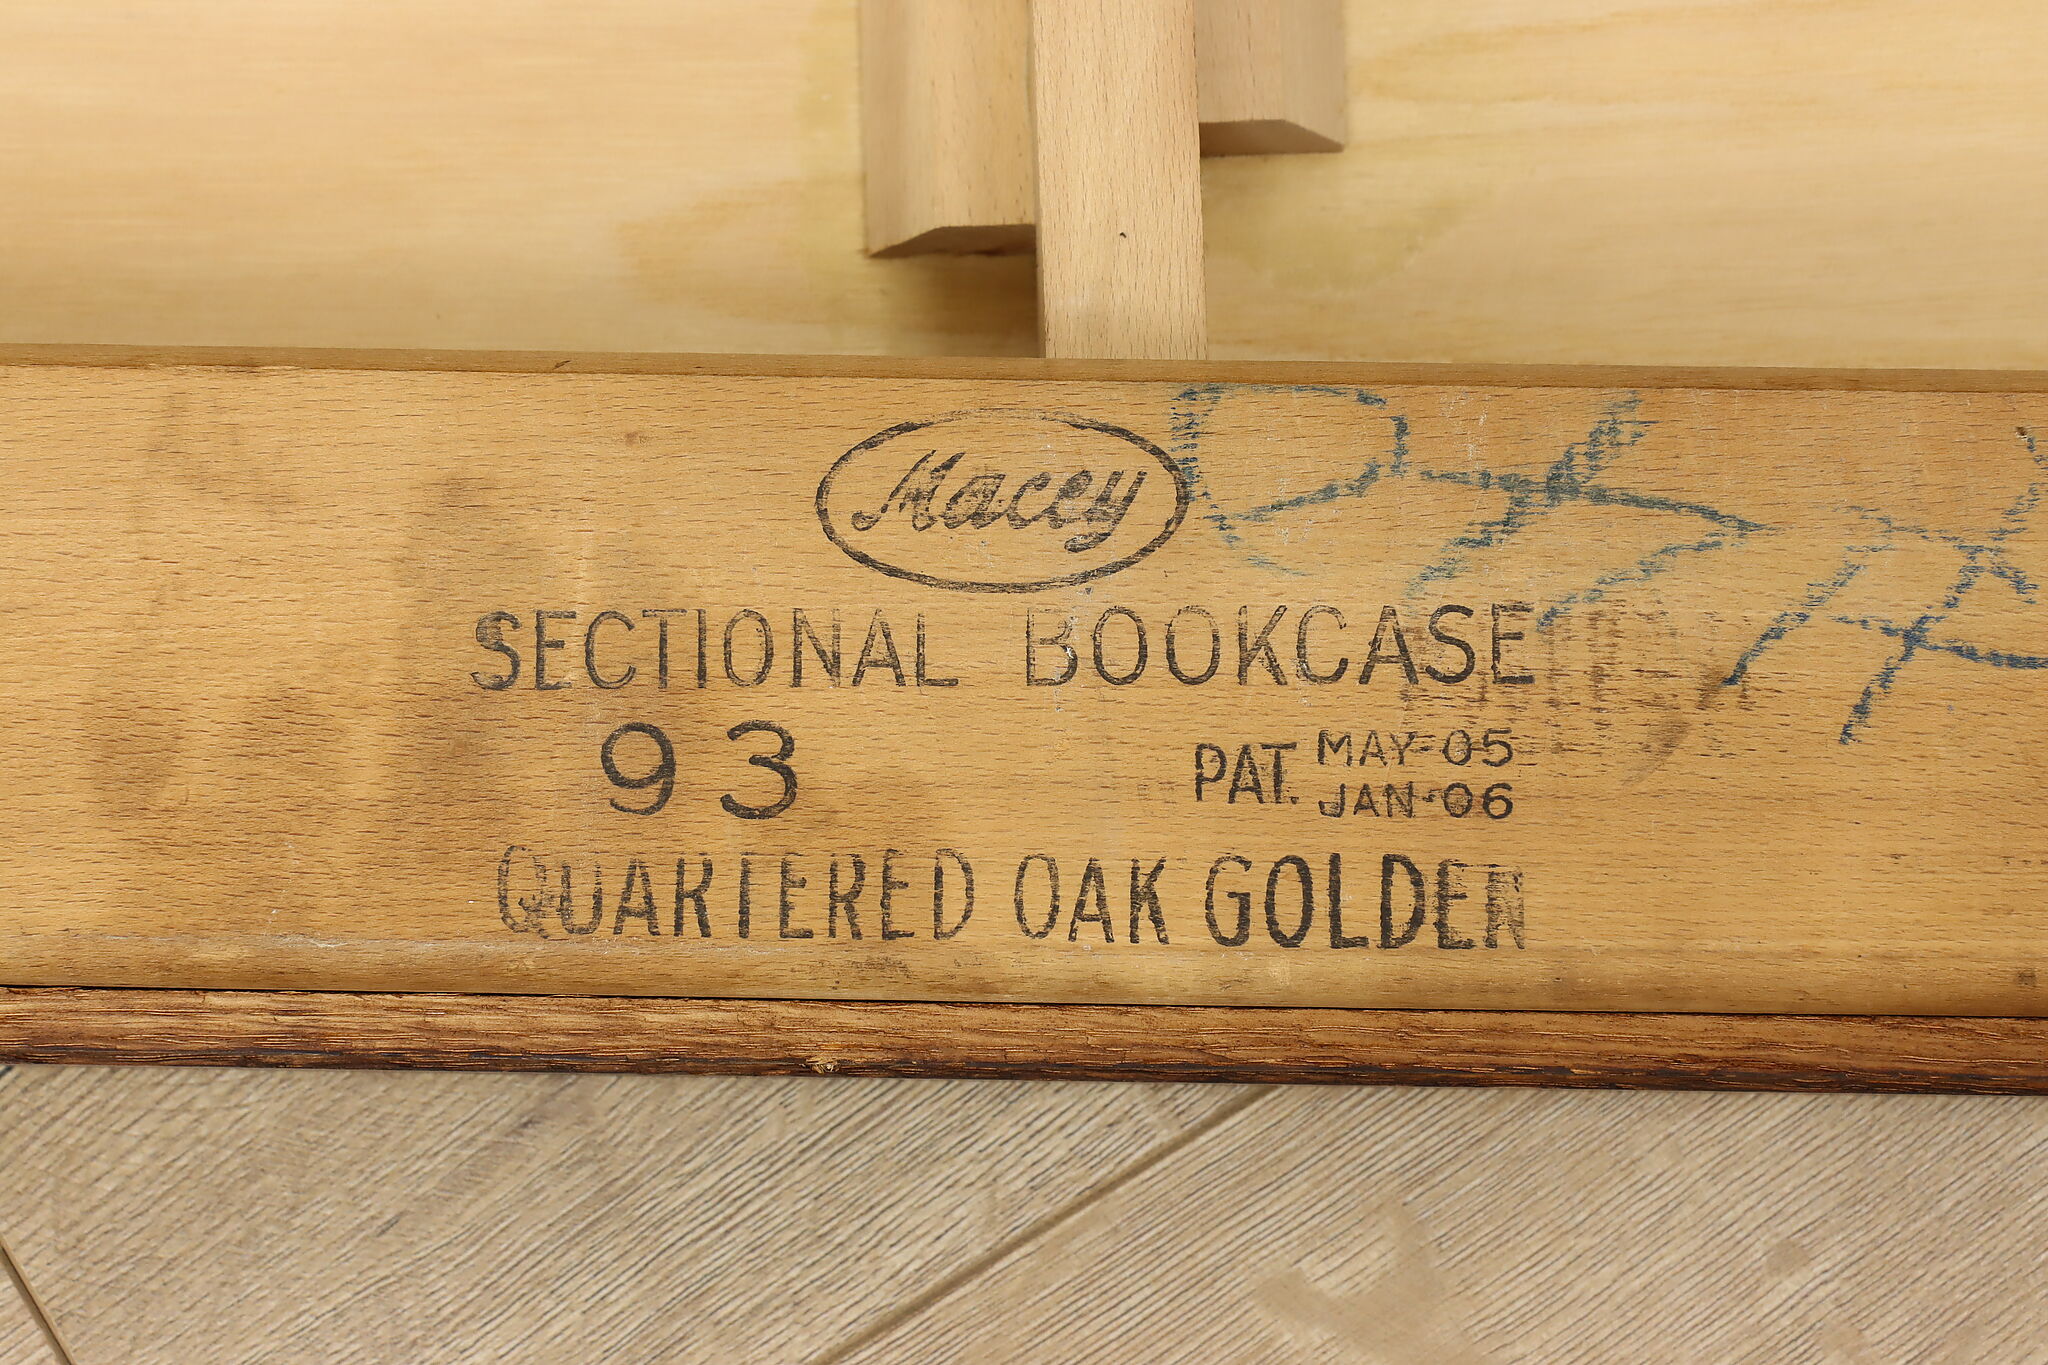 Macey
SECTIONAL BOOKCASE
93 PAT. MAY-05
JAN-06
QUARTERED OAK GOLDEN